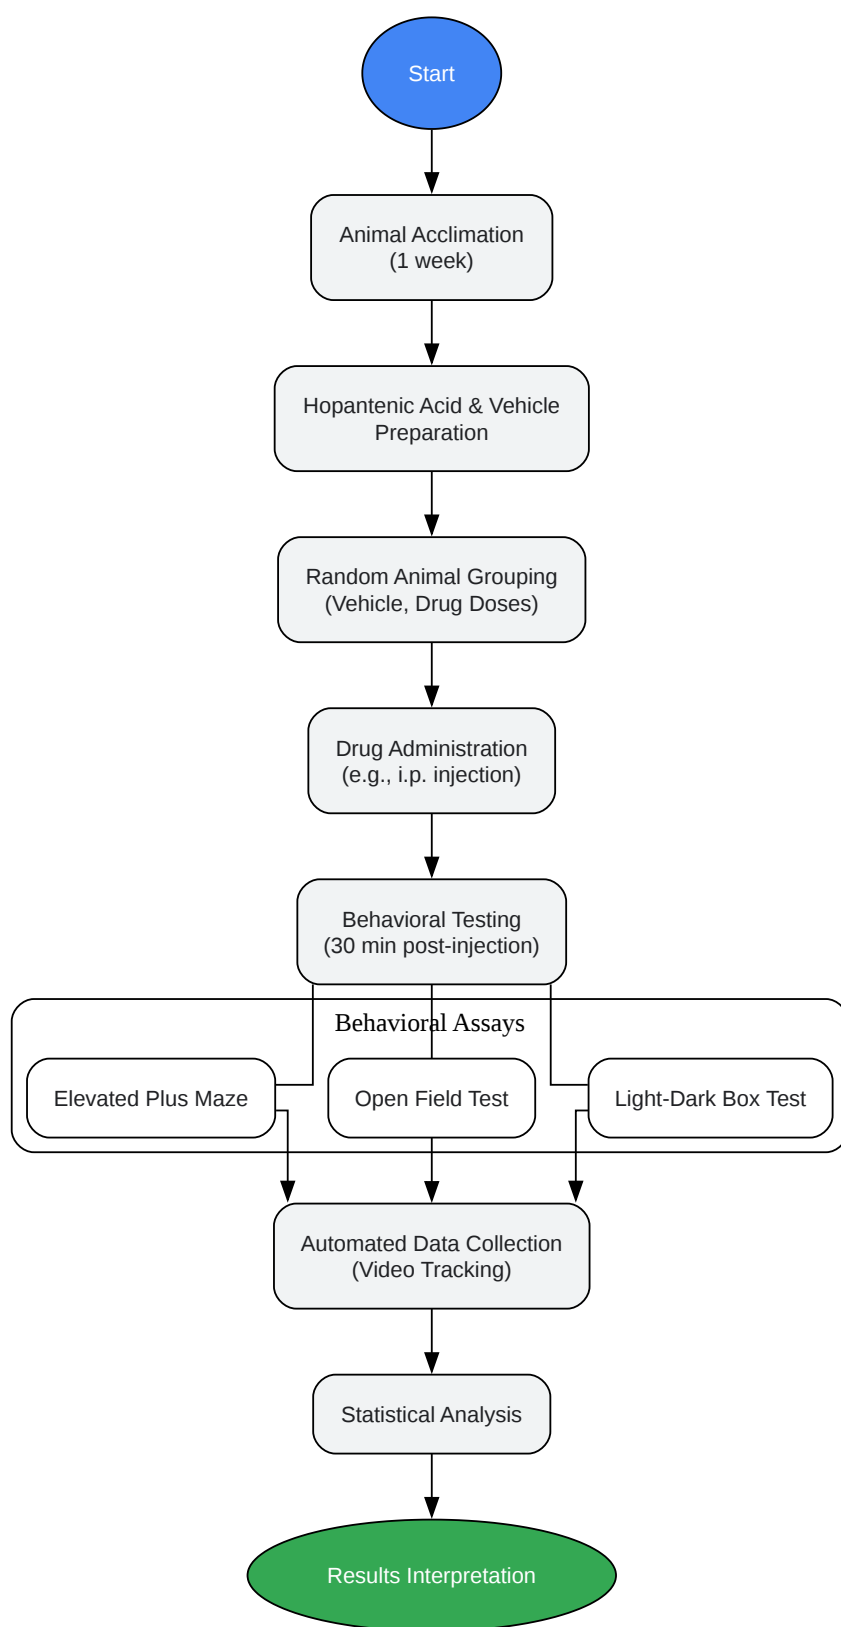 Start
Animal Acclimation
(1 week)
Hopantenic Acid & Vehicle
Preparation
Random Animal Grouping
(Vehicle, Drug Doses)
Drug Administration
(e.g., i.p. injection)
Behavioral Testing
(30 min post-injection)
Behavioral Assays
Elevated Plus Maze
Open Field Test
Light-Dark Box Test
Automated Data Collection
(Video Tracking)
Statistical Analysis
Results Interpretation